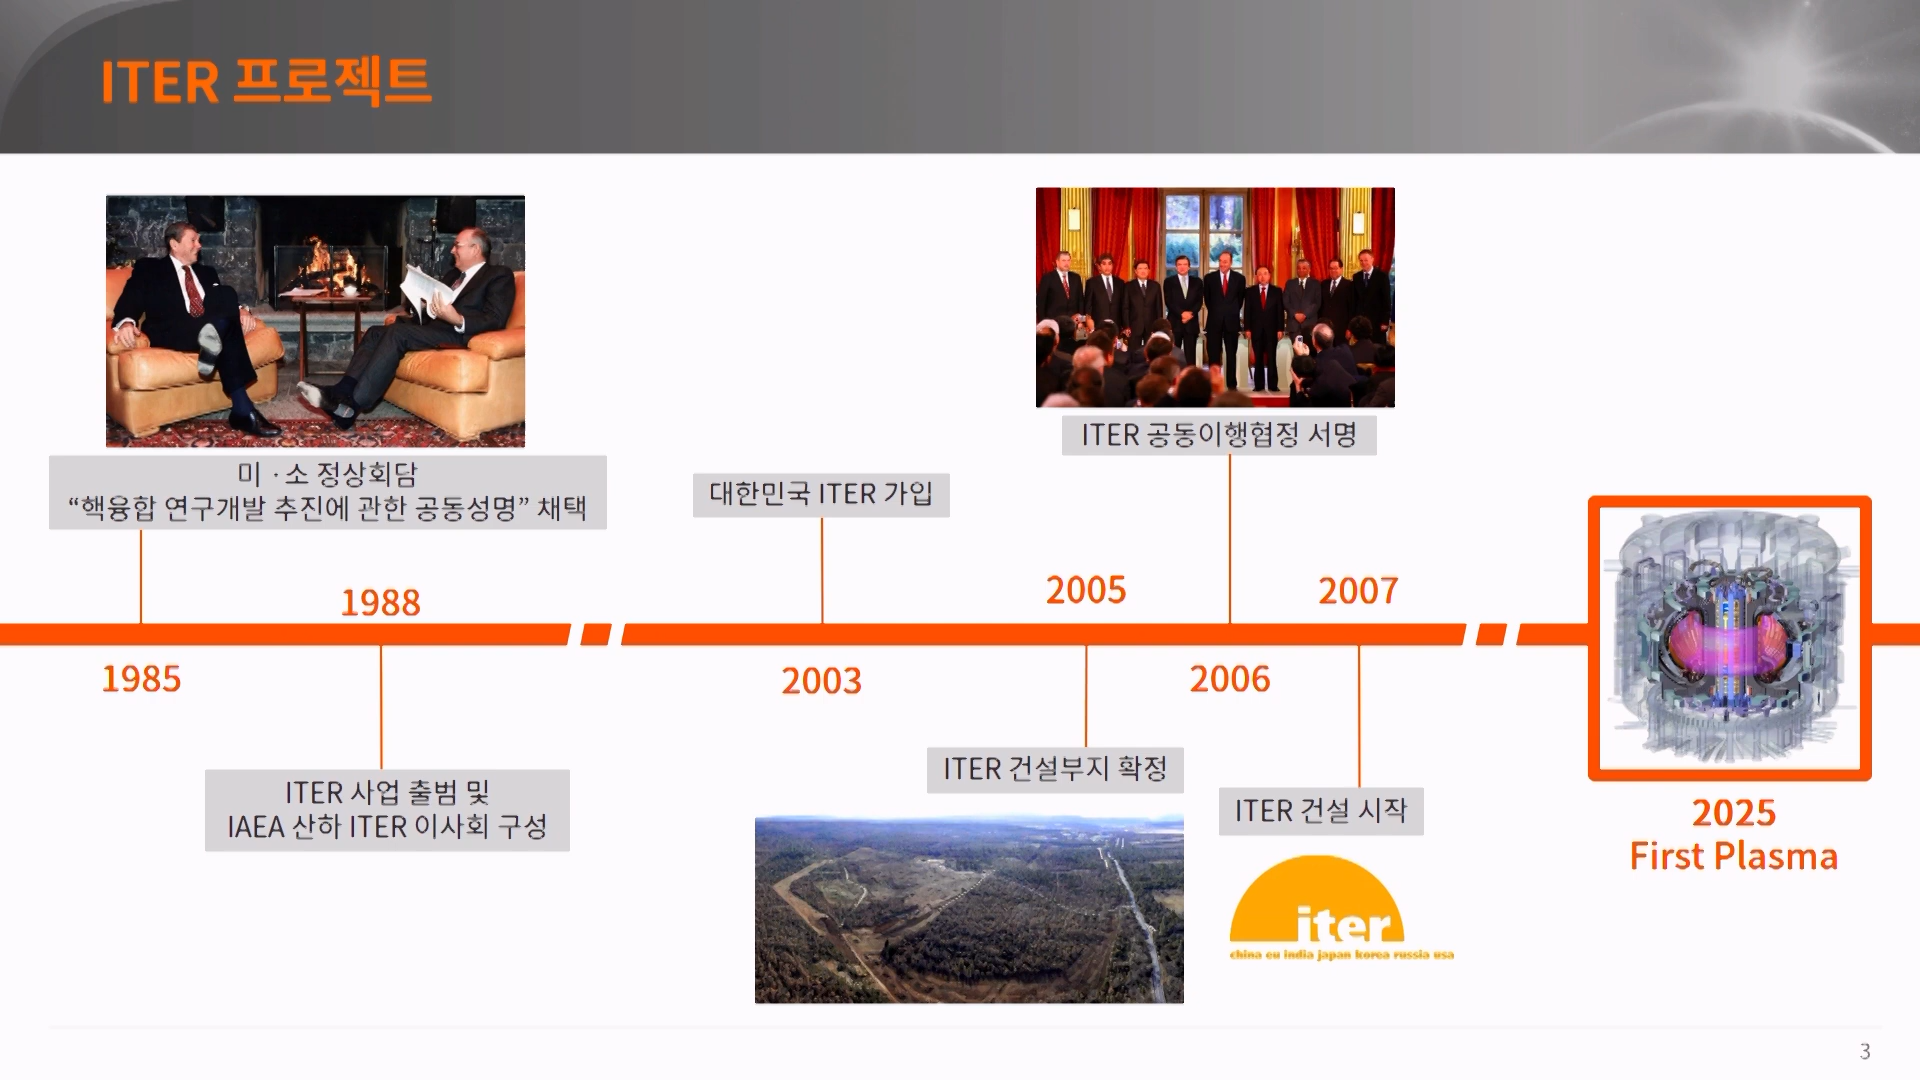 ITER 프로젝트
미 · 소 정상회담
“핵융합 연구개발 추진에 관한 공동성명” 채택
1985
1988
ITER 사업 출범 및
IAEA 산하 ITER 이사회 구성
대한민국 ITER 가입
2003
2005
ITER 건설부지 확정
ITER 공동이행협정 서명
2006
2007
ITER 건설 시작
iter
china eu india japan korea russia usa
2025
First Plasma
3